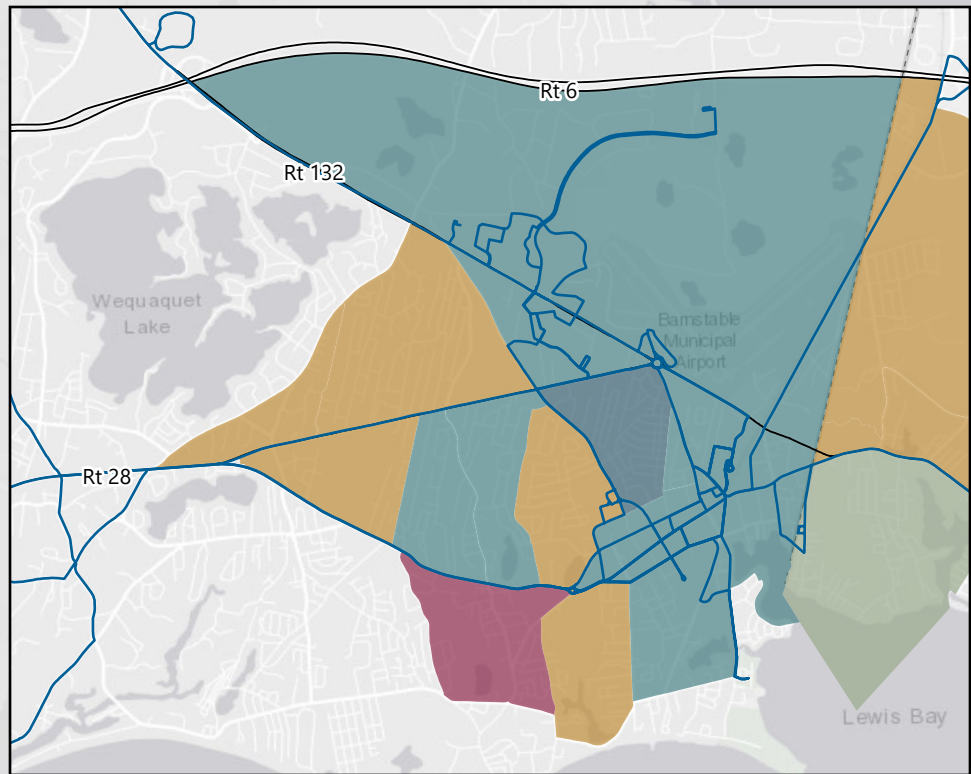 Rt 6
Rt 132
Wequaquet
Lake
Barnstable
Municipal
Airport
Rt 28
Lewis Bay